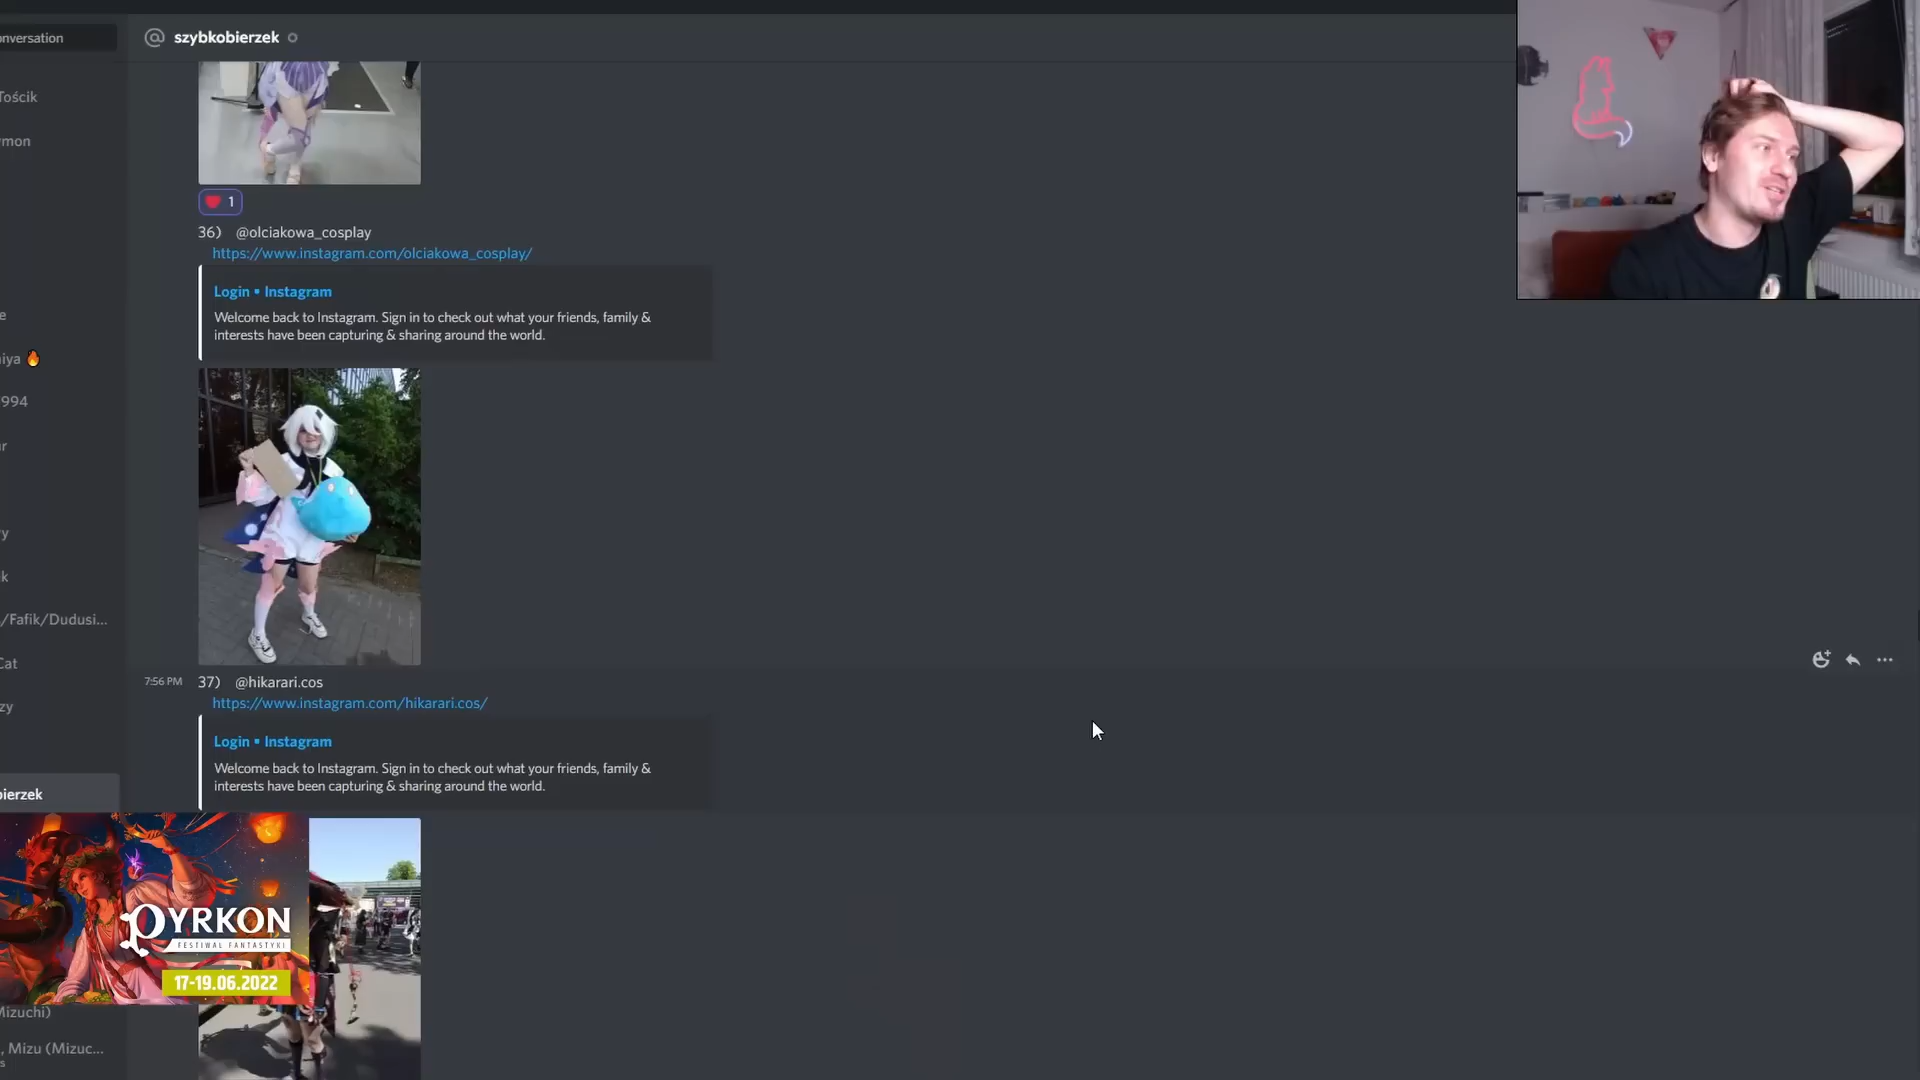 onversation
szybkobierzek
Tościk
mon
e
niya
994
ur
y
k
/Fafik/Dudusi...
Cat
zy
bierzek
Mizuchi)
, Mizu (Mizuc...
s
1
36) @olciakowa_cosplay
https://www.instagram.com/olciakowa_cosplay/
Login ▪ Instagram
Welcome back to Instagram. Sign in to check out what your friends, family &
interests have been capturing & sharing around the world.
7:56 PM 37) @hikarari.cos
https://www.instagram.com/hikarari.cos/
Login ▪ Instagram
Welcome back to Instagram. Sign in to check out what your friends, family &
interests have been capturing & sharing around the world.
PYRKON
FESTIWAL FANTASTYKI
17-19.06.2022